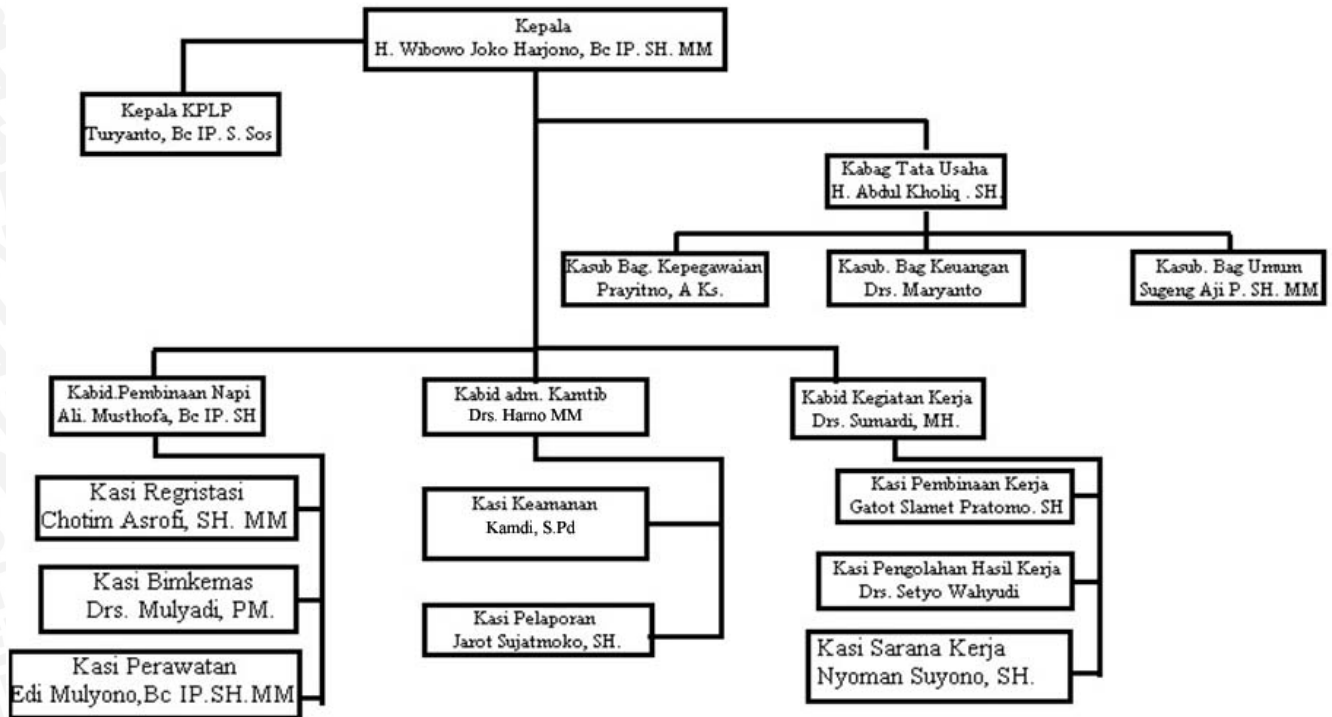 Kepala
H. Wibowo Joko Harjono, Bc IP. SH. MM
Kepala KPLP
Turyanto, Bc IP. S. Sos
Kabag Tata Usaha
H. Abdul Kholiq . SH.
Kasub Bag. Kepegawaian
Prayitno, A Ks.
Kasub. Bag Keuangan
Drs. Maryanto
Kasub. Bag Umum
Sugeng Aji P. SH. MM
Kabid.Pembinaan Napi
Ali. Musthofa, Bc IP. SH
Kabid adm. Kamtib
Drs. Harno MM
Kabid Kegiatan Kerja
Drs. Sumardi, MH.
Kasi Regristasi
Chotim Asrofi, SH. MM
Kasi Bimkemas
Drs. Mulyadi, PM.
Kasi Perawatan
Edi Mulyono,Bc IP.SH.MM
Kasi Keamanan
Kamdi, S.Pd
Kasi Pelaporan
Jarot Sujatmoko, SH.
Kasi Pembinaan Kerja
Gatot Slamet Pratomo. SH
Kasi Pengolahan Hasil Kerja
Drs. Setyo Wahyudi
Kasi Sarana Kerja
Nyoman Suyono, SH.